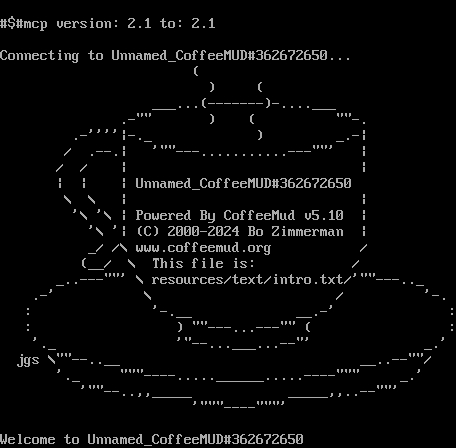 #$#mcp version: 2.1 to: 2.1
Connecting to Unnamed_CoffeeMUD#362672650...
Unnamed_CoffeeMUD#362672650
Powered By CoffeeMud v5.10
(C) 2000-2024 Bo Zimmerman
www.coffeemud.org
This file is:
resources/text/intro.txt/
jgs
Welcome to Unnamed_CoffeeMUD#362672650